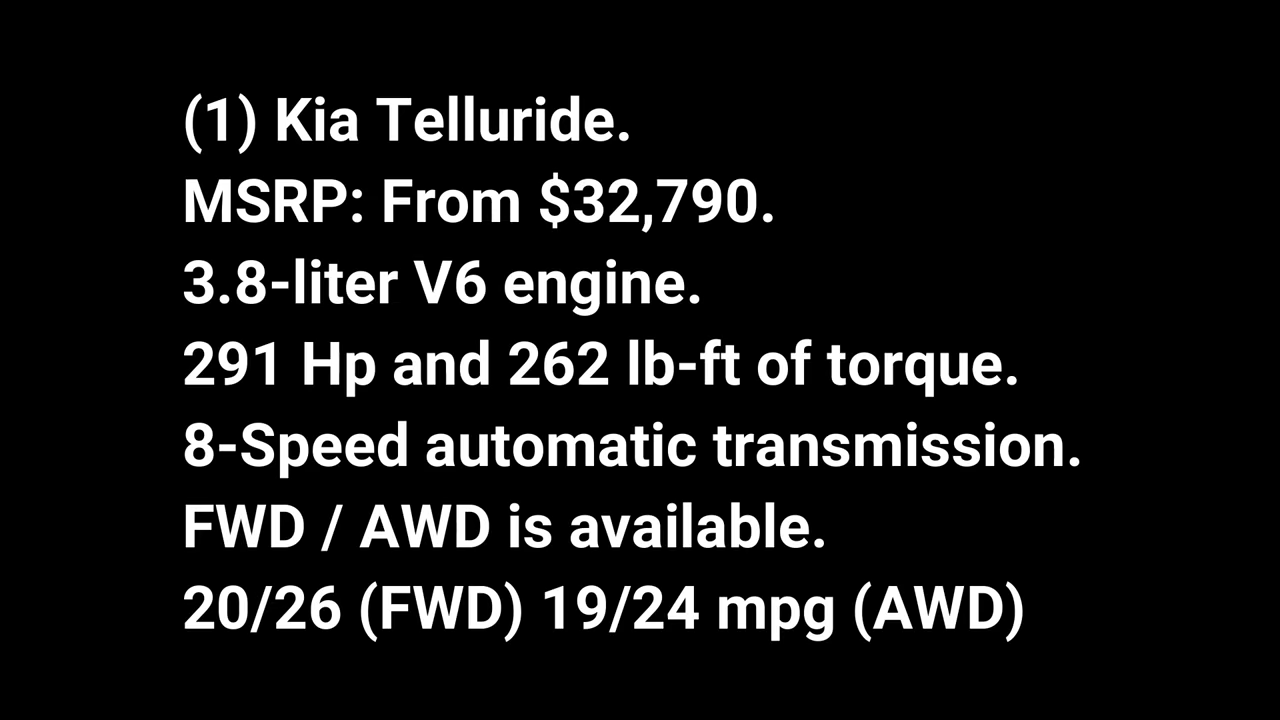 (1) Kia Telluride.
MSRP: From $32,790.
3.8-liter V6 engine.
291 Hp and 262 lb-ft of torque.
8-Speed automatic transmission.
FWD / AWD is available.
20/26 (FWD) 19/24 mpg (AWD)